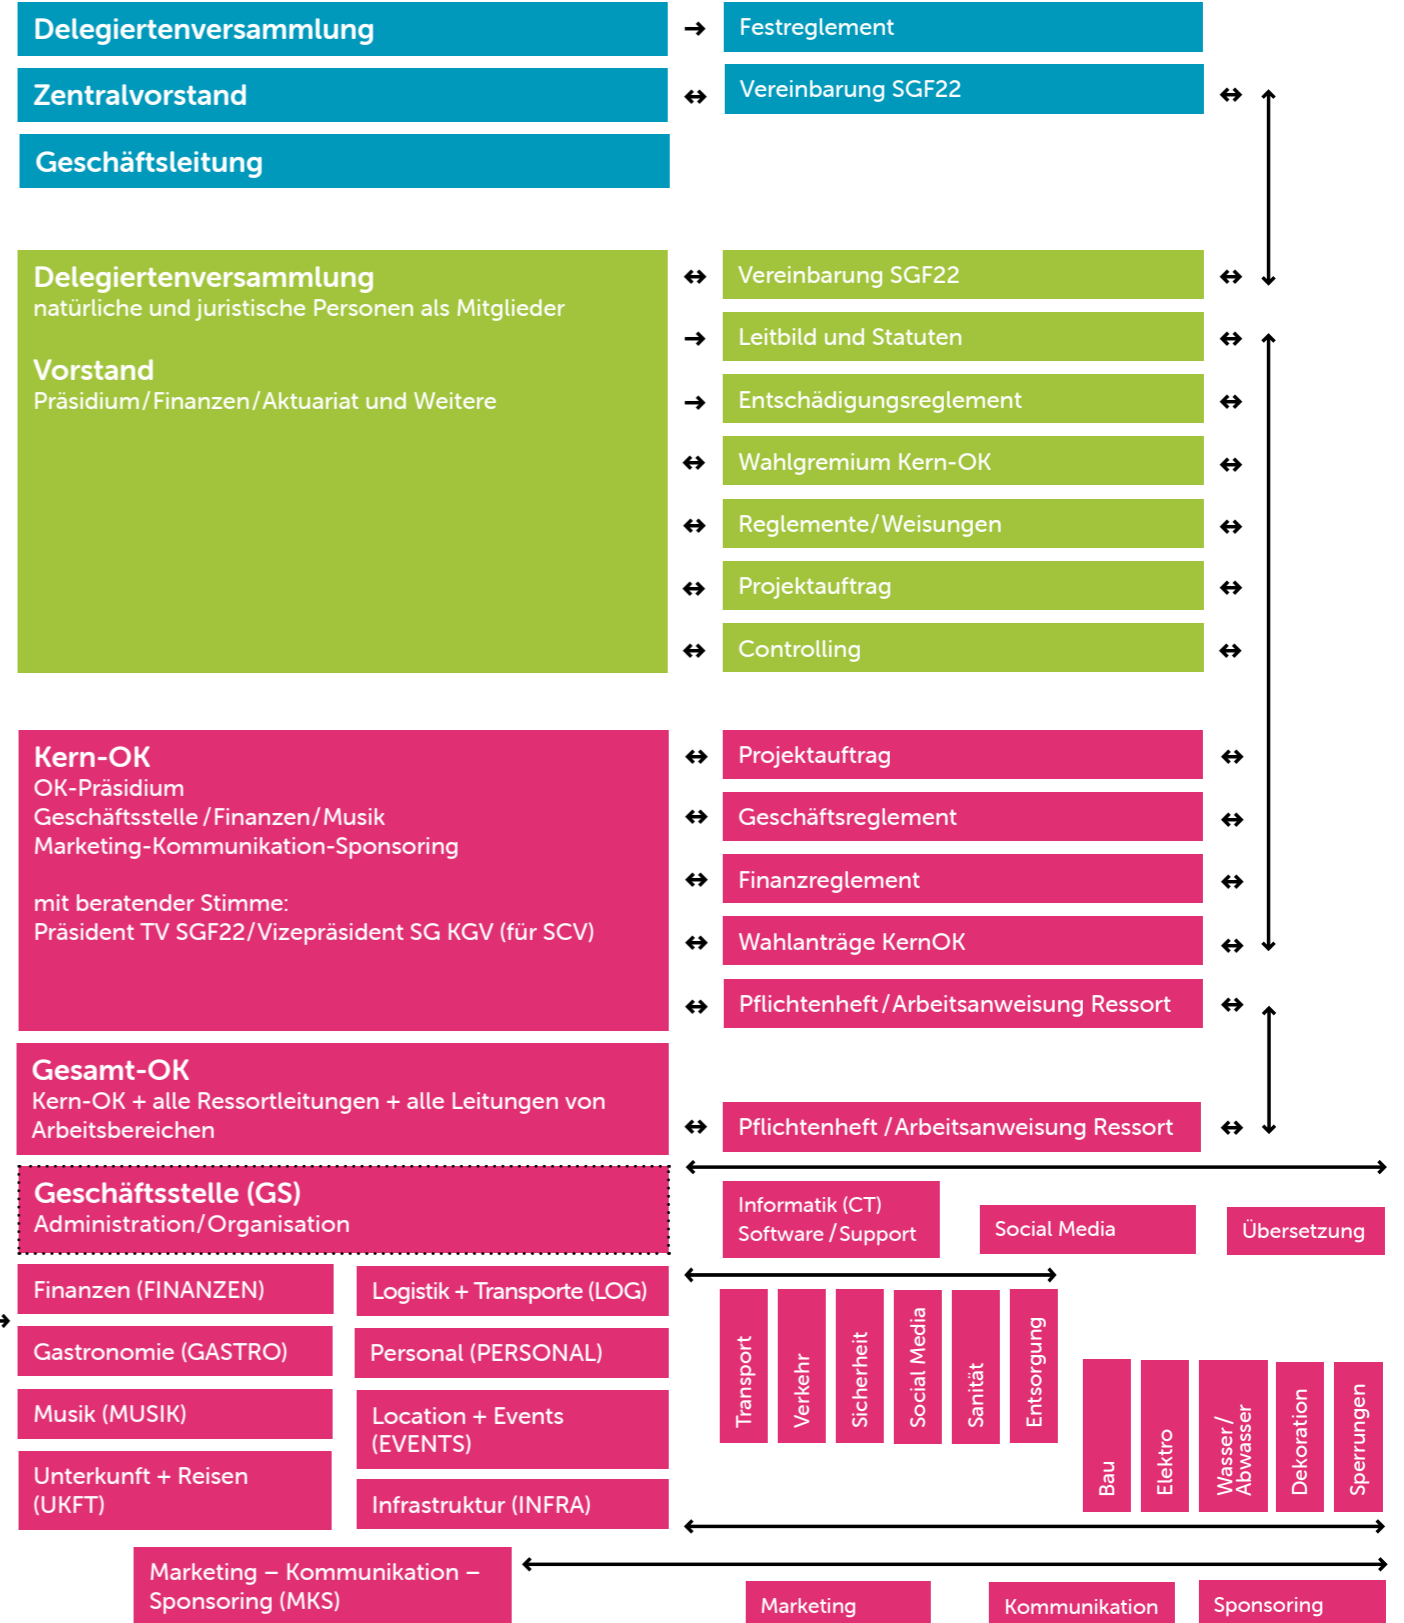 Delegiertenversammlung
Festreglement
Zentralvorstand
Vereinbarung SGF22
Geschäftsleitung
Delegiertenversammlung
natürliche und juristische Personen als Mitglieder
Vorstand
Präsidium/Finanzen/Aktuariat und Weitere
Vereinbarung SGF22
Leitbild und Statuten
Entschädigungsreglement
Wahlgremium Kern-OK
Reglemente/Weisungen
Projektauftrag
Controlling
Kern-OK
OK-Präsidium
Geschäftsstelle/Finanzen/Musik
Marketing-Kommunikation-Sponsoring
mit beratender Stimme:
Präsident TV SGF22/Vizepräsident SG KGV (für SCV)
Projektauftrag
Geschäftsreglement
Finanzreglement
Wahlanträge KernOK
Pflichtenheft/Arbeitsanweisung Ressort
Gesamt-OK
Kern-OK + alle Ressortleitungen + alle Leitungen von
Arbeitsbereichen
Pflichtenheft/Arbeitsanweisung Ressort
Geschäftsstelle (GS)
Administration/Organisation
Informatik (CT)
Software/Support
Social Media
Übersetzung
Finanzen (FINANZEN)
Logistik + Transporte (LOG)
Gastronomie (GASTRO)
Personal (PERSONAL)
Musik (MUSIK)
Location + Events
(EVENTS)
Unterkunft + Reisen
(UKFT)
Infrastruktur (INFRA)
Transport
Verkehr
Sicherheit
Social Media
Sanität
Entsorgung
Bau
Elektro
Wasser/
Abwasser
Dekoration
Sperrungen
Marketing – Kommunikation –
Sponsoring (MKS)
Marketing
Kommunikation
Sponsoring